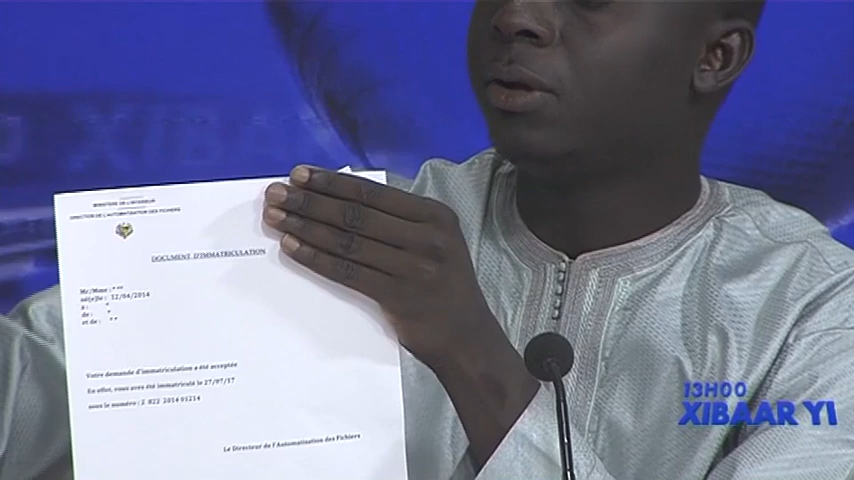 MINISTERE DE L'INTERIEUR
DIRECTION DE L'AUTOMATISATION DES FICHIERS
DOCUMENT D'IMMATRICULATION
Mr/Mme : * **
né(e)le : 12/04/2014
à : *
de : *
et de : * *
Votre demande d'immatriculation a été acceptée
En effet, vous avez été immatriculé le 27/07/17
sous le numéro : 2 822 2014 01214
Le Directeur de l'Automatisation des Fichiers
13H00
XIBAAR YI